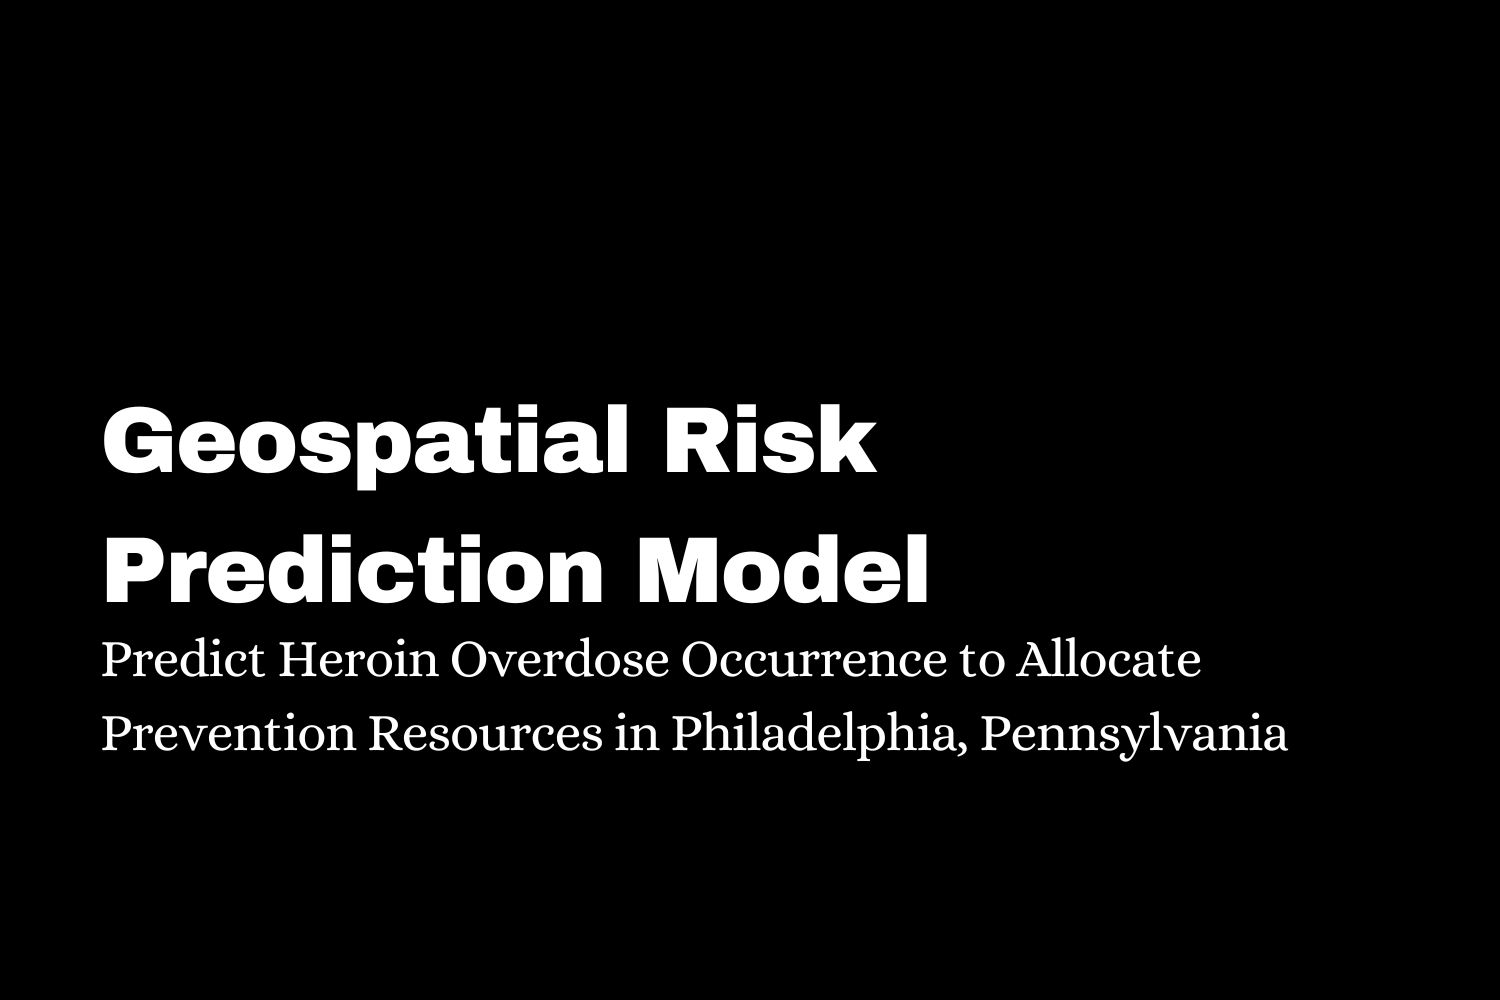 Geospatial Risk
Prediction Model
Predict Heroin Overdose Occurrence to Allocate
Prevention Resources in Philadelphia, Pennsylvania